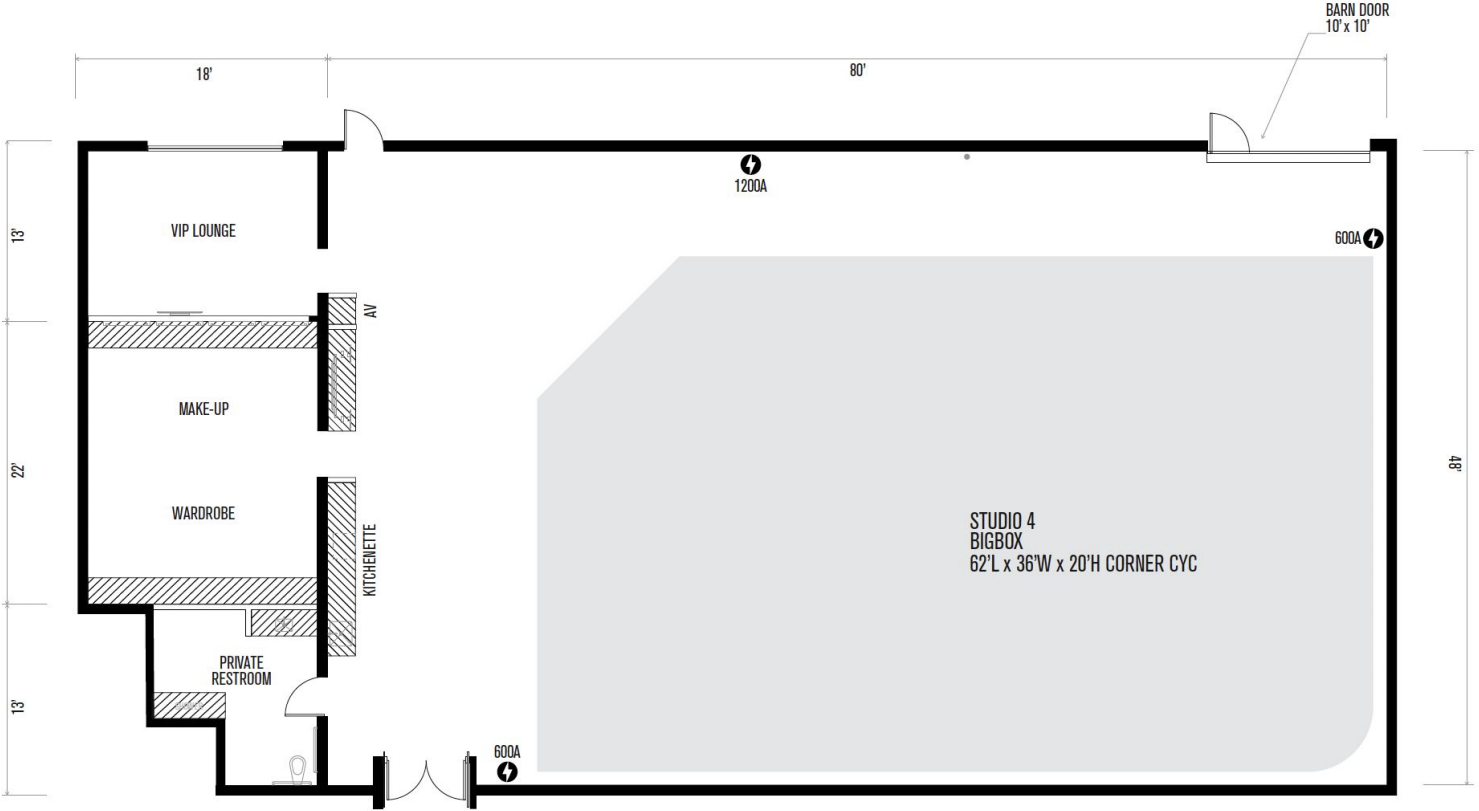 BARN DOOR
10' x 10'
18'
80'
1200A
600A
13'
VIP LOUNGE
AV
22'
MAKE-UP
WARDROBE
KITCHENETTE
48'
STUDIO 4
BIGBOX
62'L x 36'W x 20'H CORNER CYC
PRIVATE
RESTROOM
13'
600A